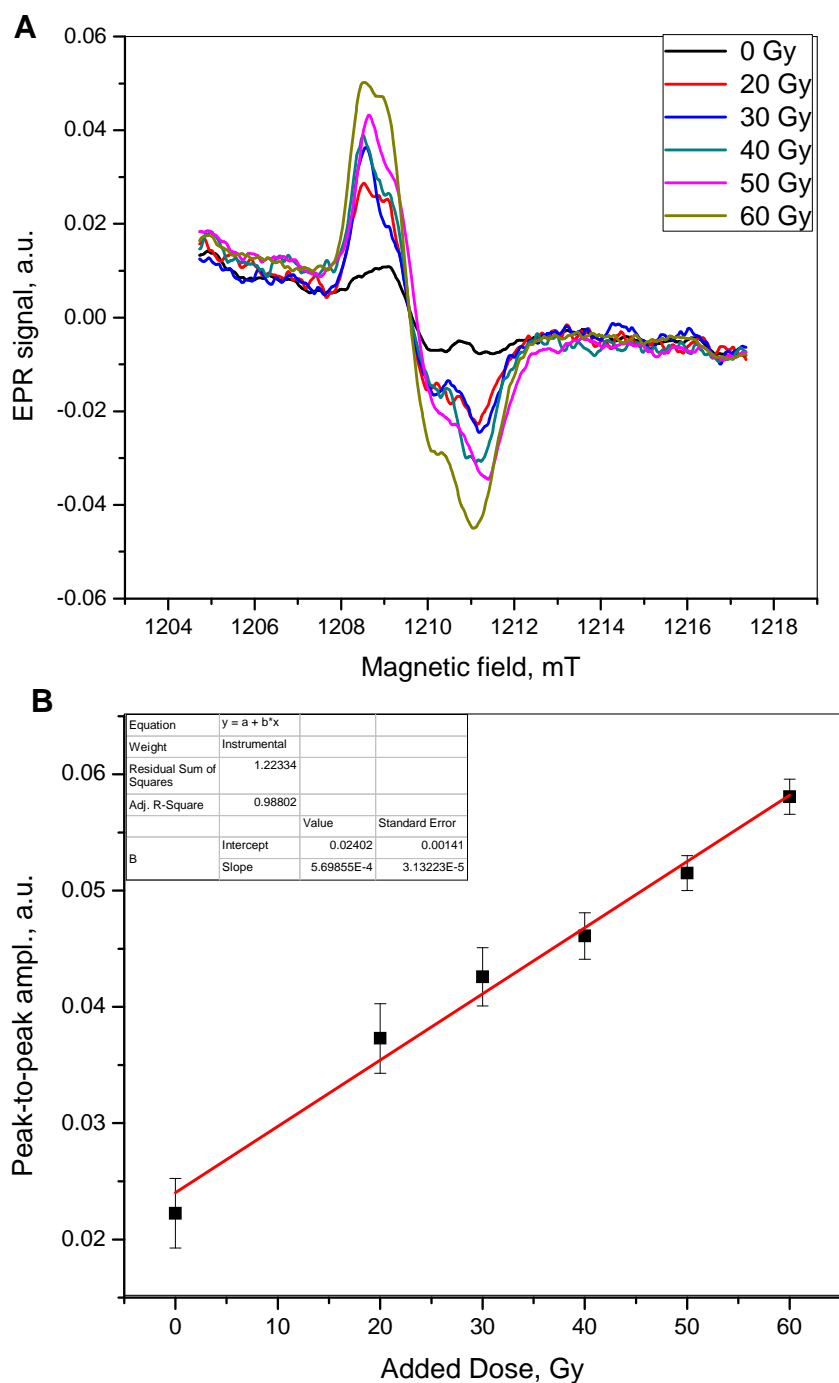 A
0.06
0.04
0.02
0.00
-0.02
-0.04
-0.06
EPR signal, a.u.
0 Gy
20 Gy
30 Gy
40 Gy
50 Gy
60 Gy
1204 1206 1208 1210 1212 1214 1216 1218
Magnetic field, mT
B
Equation y = a + b*x
Weight Instrumental
Residual Sum of
Squares 1.22334
Adj. R-Square 0.98802
Value Standard Error
B Intercept 0.02402 0.00141
Slope 5.69855E-4 3.13223E-5
0.06
0.05
0.04
0.03
0.02
Peak-to-peak ampl., a.u.
0 10 20 30 40 50 60
Added Dose, Gy